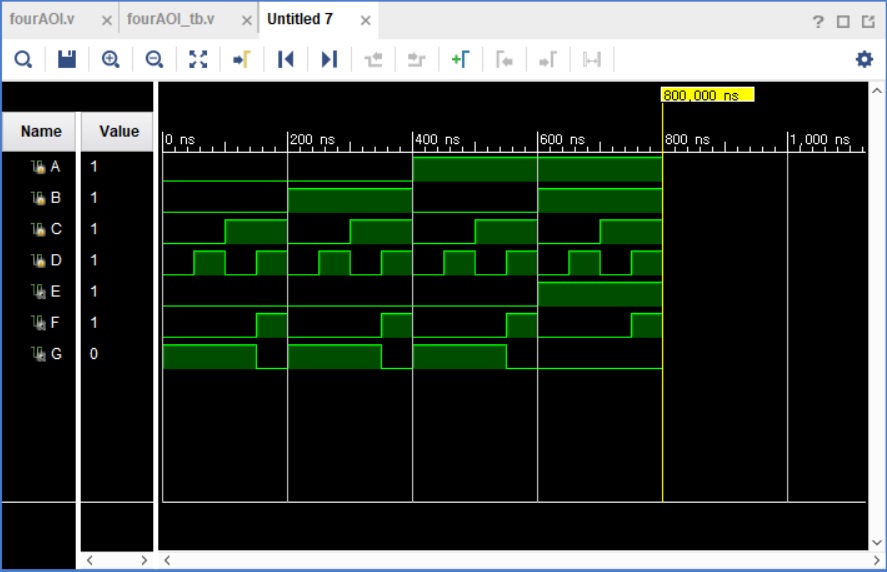 fourAOI.v × fourAOI_tb.v × Untitled 7 × ?
800,000 ns
Name Value 0 ns 200 ns 400 ns 600 ns 800 ns 1,000 ns
A 1
B 1
C 1
D 1
E 1
F 1
G 0